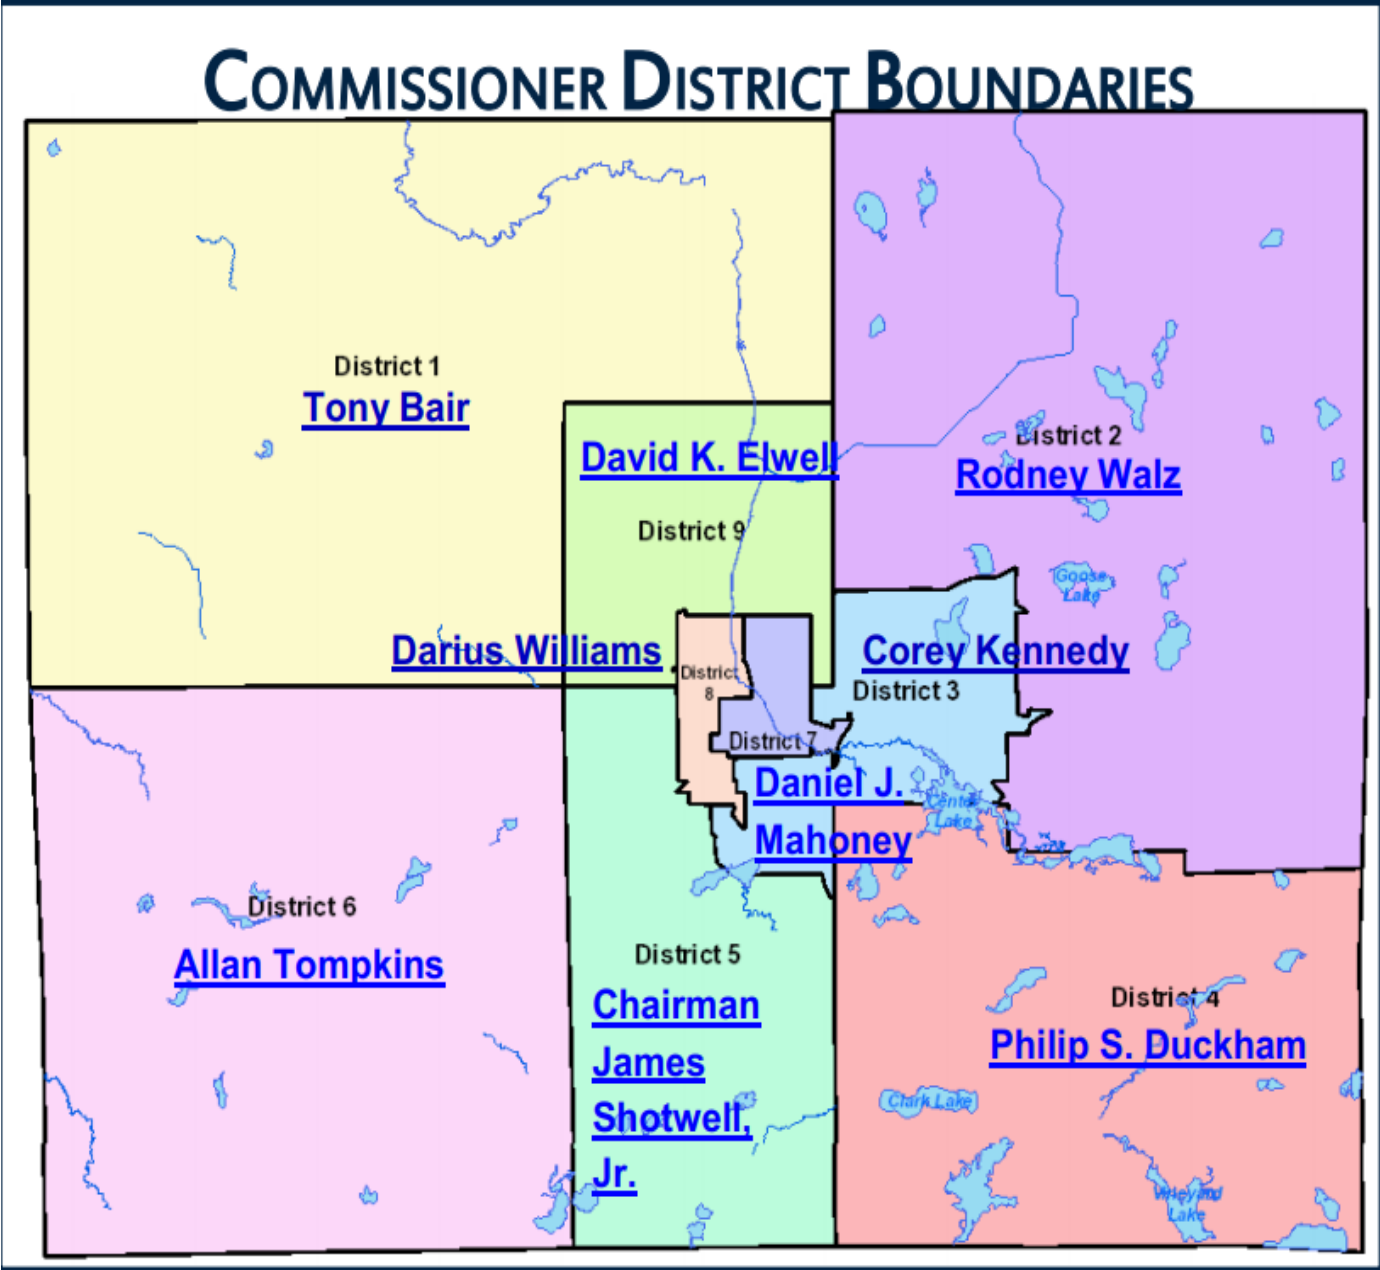 COMMISSIONER DISTRICT BOUNDARIES
District 1
Tony Bair
David K. Elwell
District 9
District 2
Rodney Walz
Goose
Lake
Darius Williams
District
8
Corey Kennedy
District 3
District 7
Daniel J.
Mahoney
Center
Lake
District 6
Allan Tompkins
District 5
Chairman
James
Shotwell,
Jr.
District 4
Philip S. Duckham
Clark Lake
Vineyard
Lake